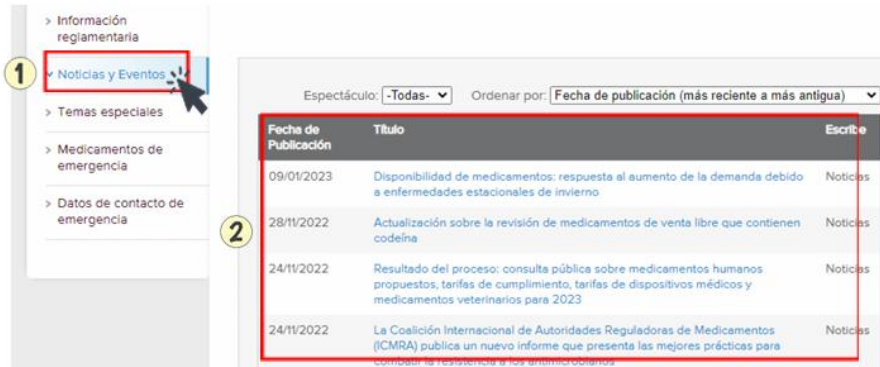 > Información
reglamentaria
1
Noticias y Eventos
> Temas especiales
> Medicamentos de
emergencia
> Datos de contacto de
emergencia
Espectáculo: -Todas- Ordenar por: Fecha de publicación (más reciente a más antigua)
Fecha de Título Escribe
Publicación
09/01/2023 Disponibilidad de medicamentos: respuesta al aumento de la demanda debido Noticias
a enfermedades estacionales de invierno
2
28/11/2022 Actualización sobre la revisión de medicamentos de venta libre que contienen Noticias
codeína
24/11/2022 Resultado del proceso: consulta pública sobre medicamentos humanos Noticias
propuestos, tarifas de cumplimiento, tarifas de dispositivos médicos y
medicamentos veterinarios para 2023
24/11/2022 La Coalición Internacional de Autoridades Reguladoras de Medicamentos Noticias
(ICMRA) publica un nuevo informe que presenta las mejores prácticas para
combatir la resistencia a los antimicrobianos